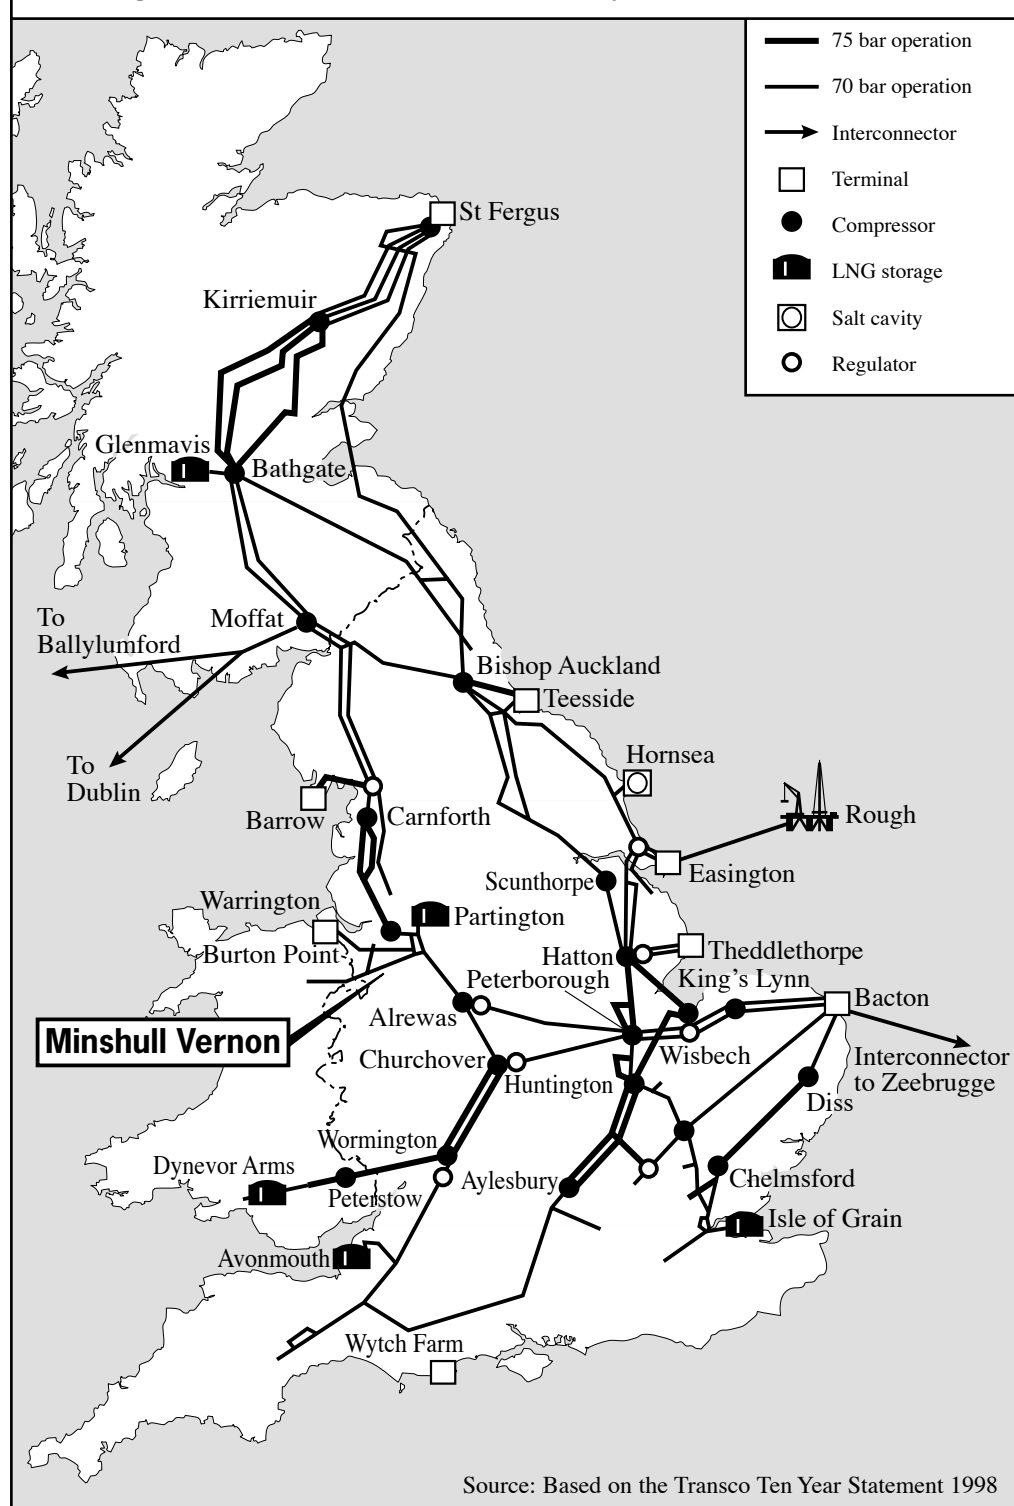 75 bar operation
70 bar operation
Interconnector
Terminal
Compressor
LNG storage
Salt cavity
Regulator
St Fergus
Kirriemuir
Glenmavis
Bathgate
Moffat
To
Ballylumford
To
Dublin
Bishop Auckland
Teesside
Hornsea
Rough
Barrow
Carnforth
Easington
Scunthorpe
Warrington
Partington
Burton Point
Hatton
Theddlethorpe
Peterborough
King's Lynn
Bacton
Alrewas
Minshull Vernon
Wisbech
Interconnector
to Zeebrugge
Churchover
Huntington
Diss
Wormington
Dynevor Arms
Peterstow
Aylesbury
Chelmsford
Isle of Grain
Avonmouth
Wytch Farm
Source: Based on the Transco Ten Year Statement 1998